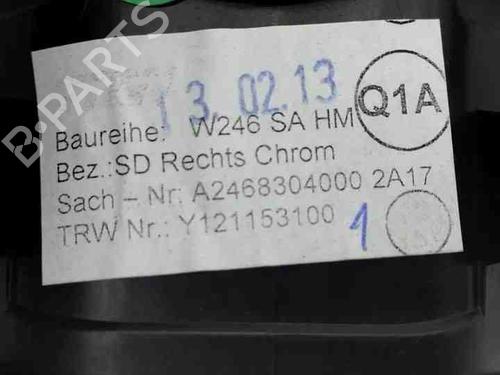 B-PARTS
13.02.13
Q1A
Baureihe: W246 SA HM
Bez.:SD Rechts Chrom
Sach – Nr: A2468304000 2A17
TRW Nr.: Y121153100
1